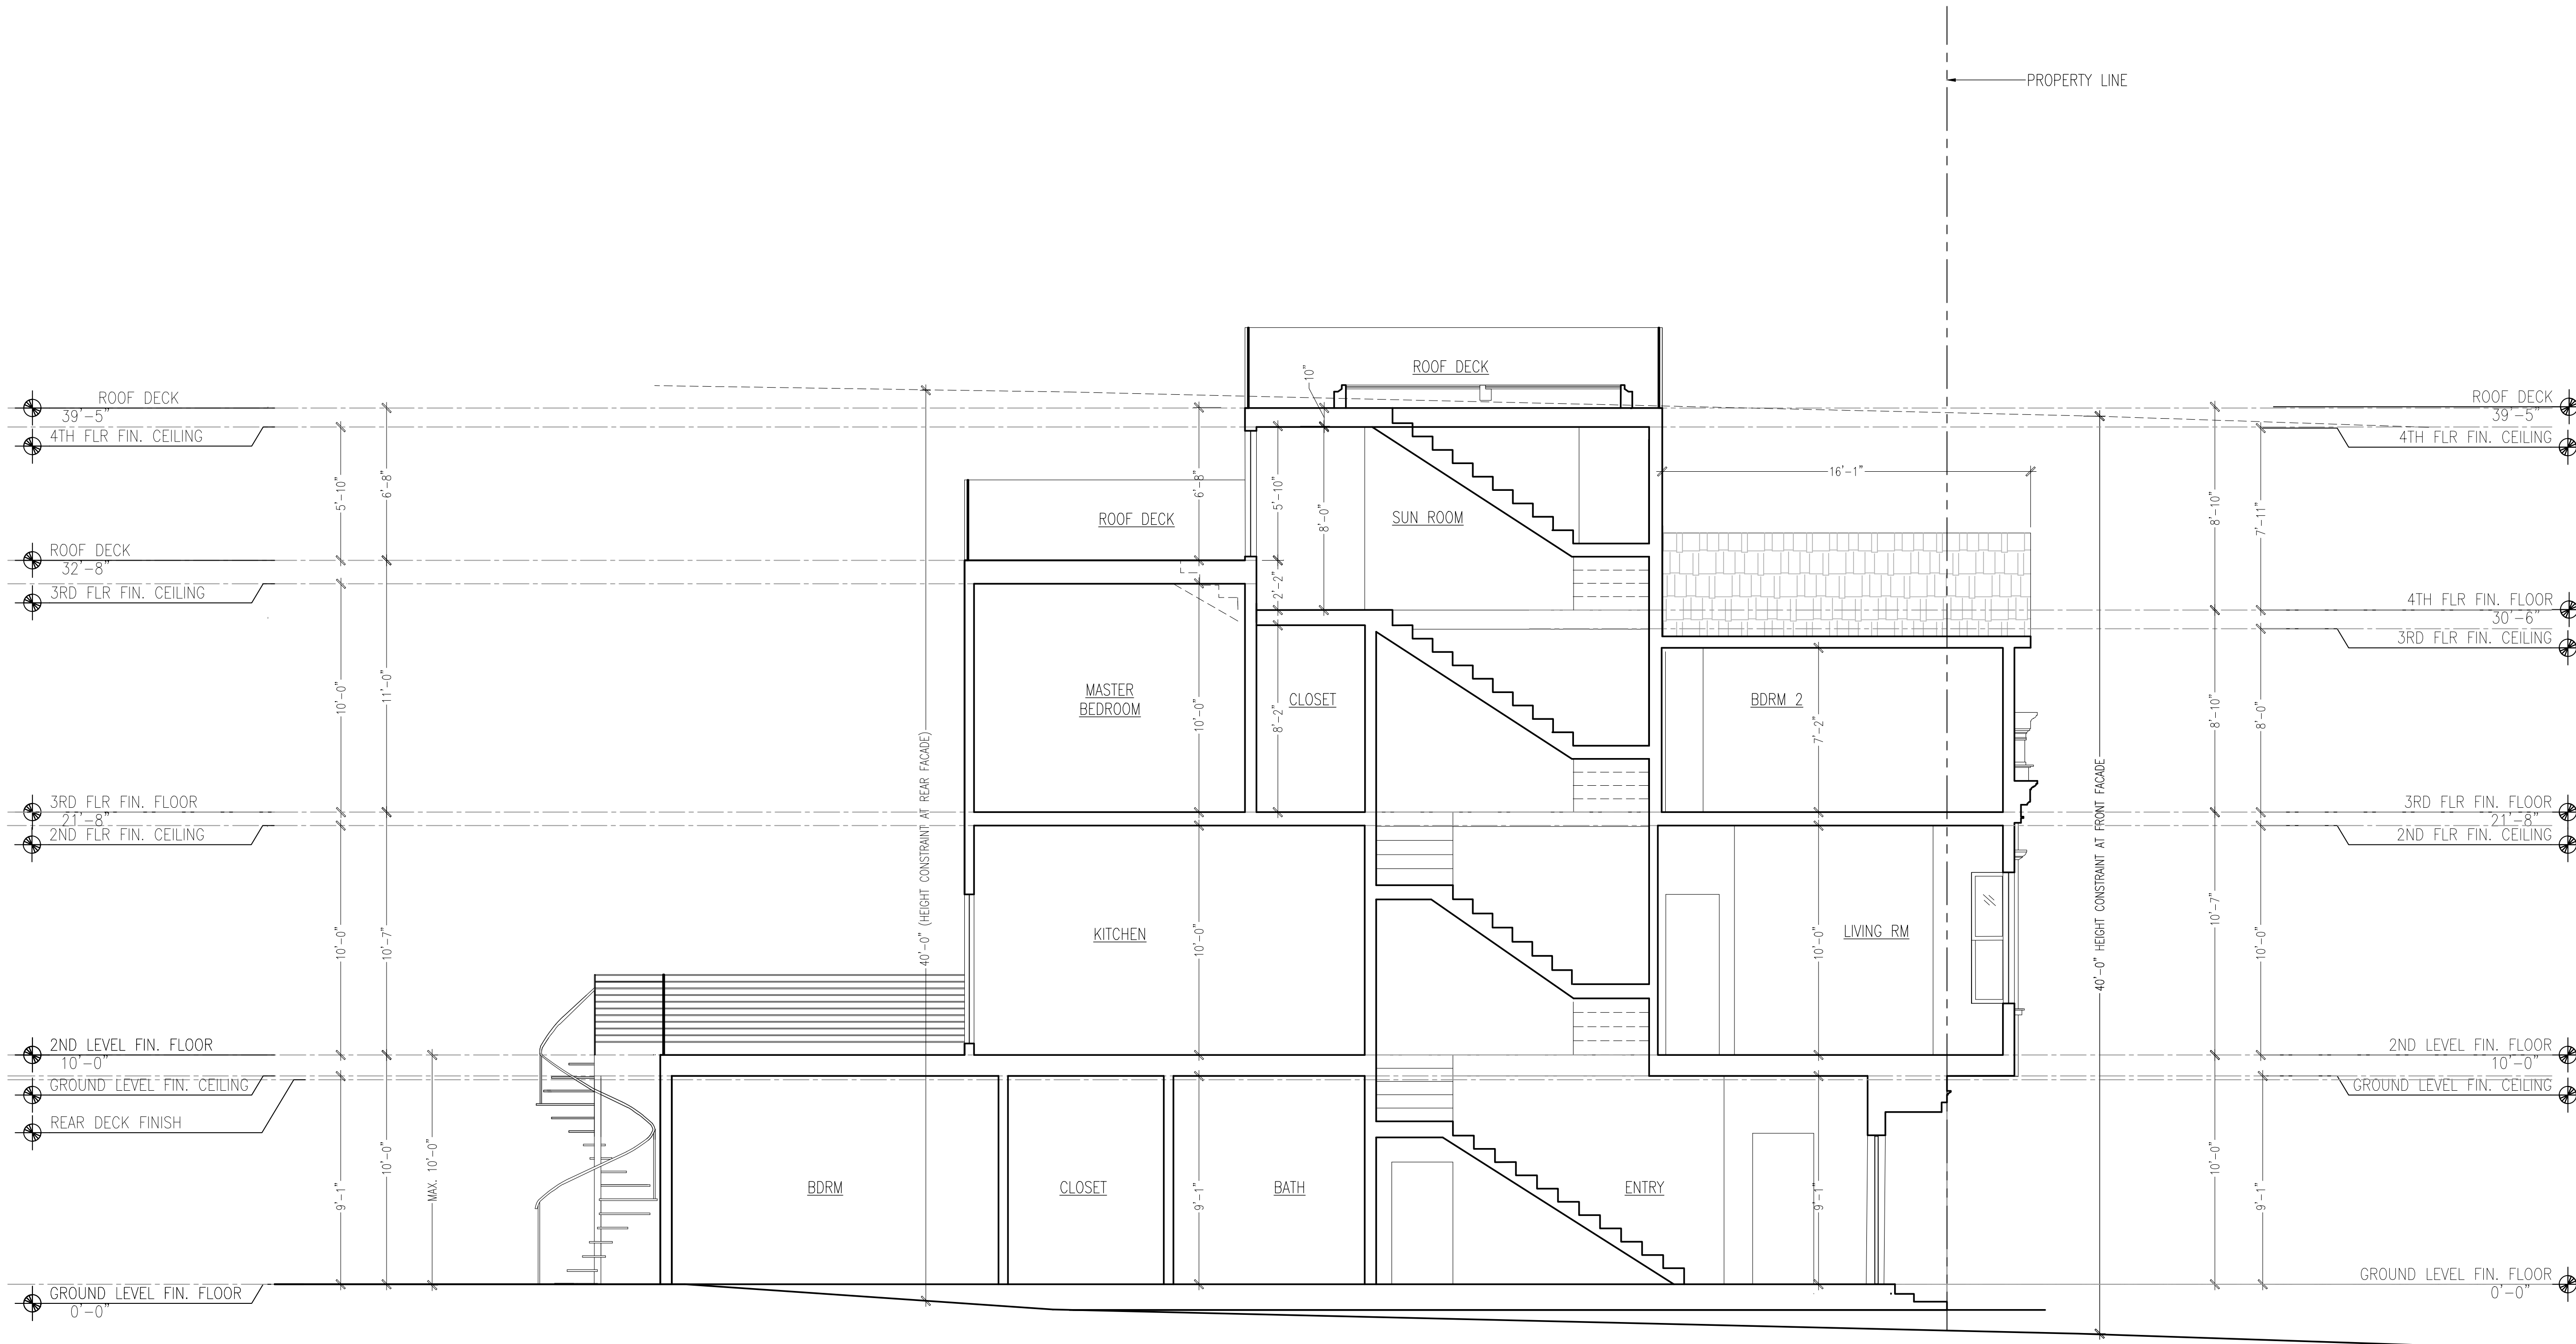 PROPERTY LINE
ROOF DECK
10"
ROOF DECK
39'-5"
4TH FLR FIN. CEILING
ROOF DECK
39'-5"
4TH FLR FIN. CEILING
5'-10"
6'-8"
6'-8"
5'-10"
8'-0"
SUN ROOM
16'-1"
8'-10"
7'-11"
ROOF DECK
ROOF DECK
32'-8"
3RD FLR FIN. CEILING
2'-2"
4TH FLR FIN. FLOOR
30'-6"
3RD FLR FIN. CEILING
10'-0"
11'-0"
MASTER
BEDROOM
10'-0"
8'-2"
CLOSET
BDRM 2
7'-2"
8'-10"
8'-0"
40'-0" (HEIGHT CONSTRAINT AT REAR FACADE)
40'-0" HEIGHT CONSTRAINT AT FRONT FACADE
3RD FLR FIN. FLOOR
21'-8"
2ND FLR FIN. CEILING
3RD FLR FIN. FLOOR
21'-8"
2ND FLR FIN. CEILING
10'-0"
10'-7"
KITCHEN
10'-0"
10'-0"
LIVING RM
10'-7"
10'-0"
2ND LEVEL FIN. FLOOR
10'-0"
GROUND LEVEL FIN. CEILING
REAR DECK FINISH
2ND LEVEL FIN. FLOOR
10'-0"
GROUND LEVEL FIN. CEILING
9'-1"
10'-0"
MAX. 10'-0"
BDRM
CLOSET
9'-1"
BATH
ENTRY
9'-1"
10'-0"
9'-1"
GROUND LEVEL FIN. FLOOR
0'-0"
GROUND LEVEL FIN. FLOOR
0'-0"